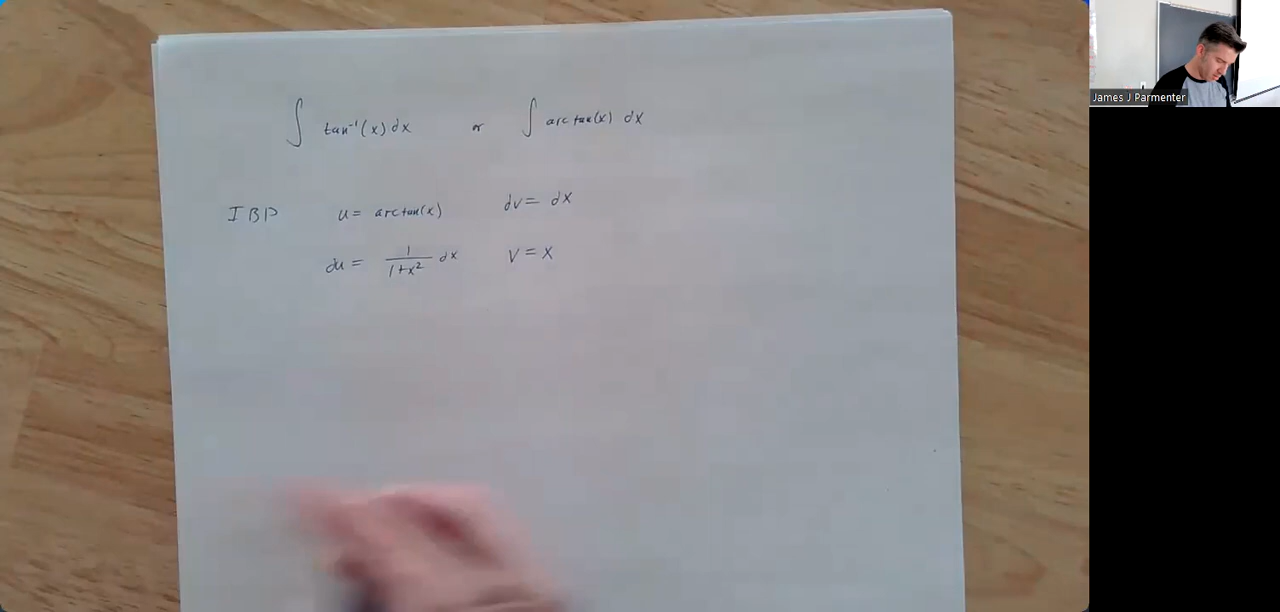 ∫ tan⁻¹(x) dx or ∫ arctan(x) dx
IBP u = arctan(x) dv = dx
du = 1/(1+x²) dx v = x
James J Parmenter